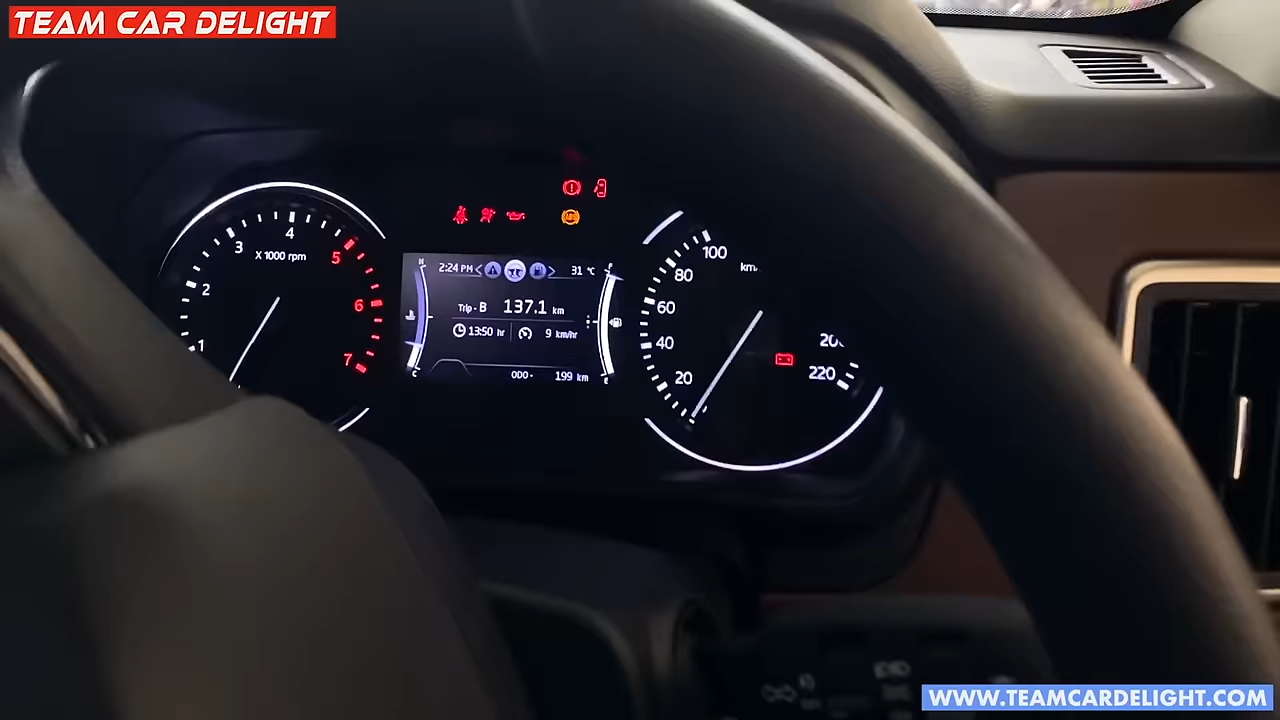 TEAM CAR DELIGHT
4
3
5
X 1000 rpm
2
6
1
7
H
F
2:24 PM
31 °C
Trip - B 137.1 km
13:50 hr 9 km/hr
000- 199 km
C
E
ABS
100
80
60
40
20
220
WWW.TEAMCARDELIGHT.COM